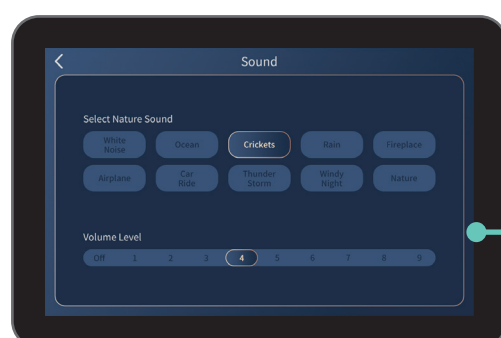 Sound
Select Nature Sound
White Noise Ocean Crickets Rain Fireplace
Airplane Car Ride Thunder Storm Windy Night Nature
Volume Level
Off 1 2 3 4 5 6 7 8 9